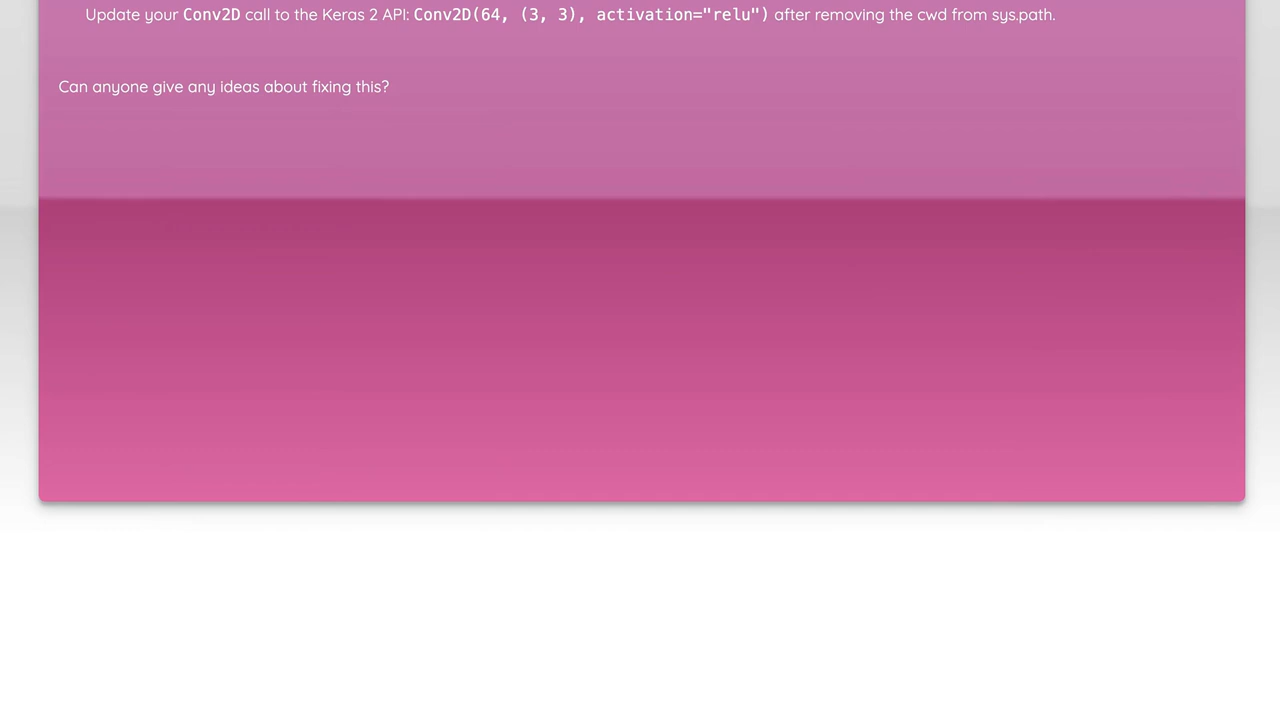 Update your Conv2D call to the Keras 2 API: Conv2D(64, (3, 3), activation="relu") after removing the cwd from sys.path.
Can anyone give any ideas about fixing this?